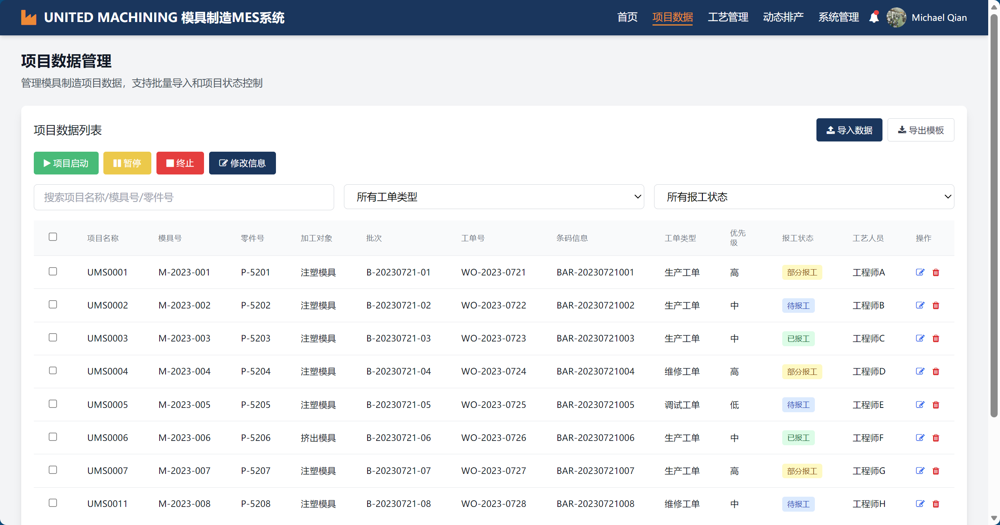 UNITED MACHINING 模具制造MES系统
首页 项目数据 工艺管理 动态排产 系统管理 Michael Qian
项目数据管理
管理模具制造项目数据，支持批量导入和项目状态控制
项目数据列表
导入数据 导出模板
项目启动 暂停 终止 修改信息
搜索项目名称/模具号/零件号 所有工单类型 所有报工状态
项目名称 模具号 零件号 加工对象 批次 工单号 条码信息 工单类型 优先级 报工状态 工艺人员 操作
UMS0001 M-2023-001 P-5201 注塑模具 B-20230721-01 WO-2023-0721 BAR-20230721001 生产工单 高 部分报工 工程师A
UMS0002 M-2023-002 P-5202 注塑模具 B-20230721-02 WO-2023-0722 BAR-20230721002 生产工单 中 待报工 工程师B
UMS0003 M-2023-003 P-5203 注塑模具 B-20230721-03 WO-2023-0723 BAR-20230721003 生产工单 中 已报工 工程师C
UMS0004 M-2023-004 P-5204 注塑模具 B-20230721-04 WO-2023-0724 BAR-20230721004 维修工单 高 部分报工 工程师D
UMS0005 M-2023-005 P-5205 注塑模具 B-20230721-05 WO-2023-0725 BAR-20230721005 调试工单 低 待报工 工程师E
UMS0006 M-2023-006 P-5206 挤出模具 B-20230721-06 WO-2023-0726 BAR-20230721006 生产工单 中 已报工 工程师F
UMS0007 M-2023-007 P-5207 注塑模具 B-20230721-07 WO-2023-0727 BAR-20230721007 生产工单 高 部分报工 工程师G
UMS0011 M-2023-008 P-5208 注塑模具 B-20230721-08 WO-2023-0728 BAR-20230721008 维修工单 中 待报工 工程师H